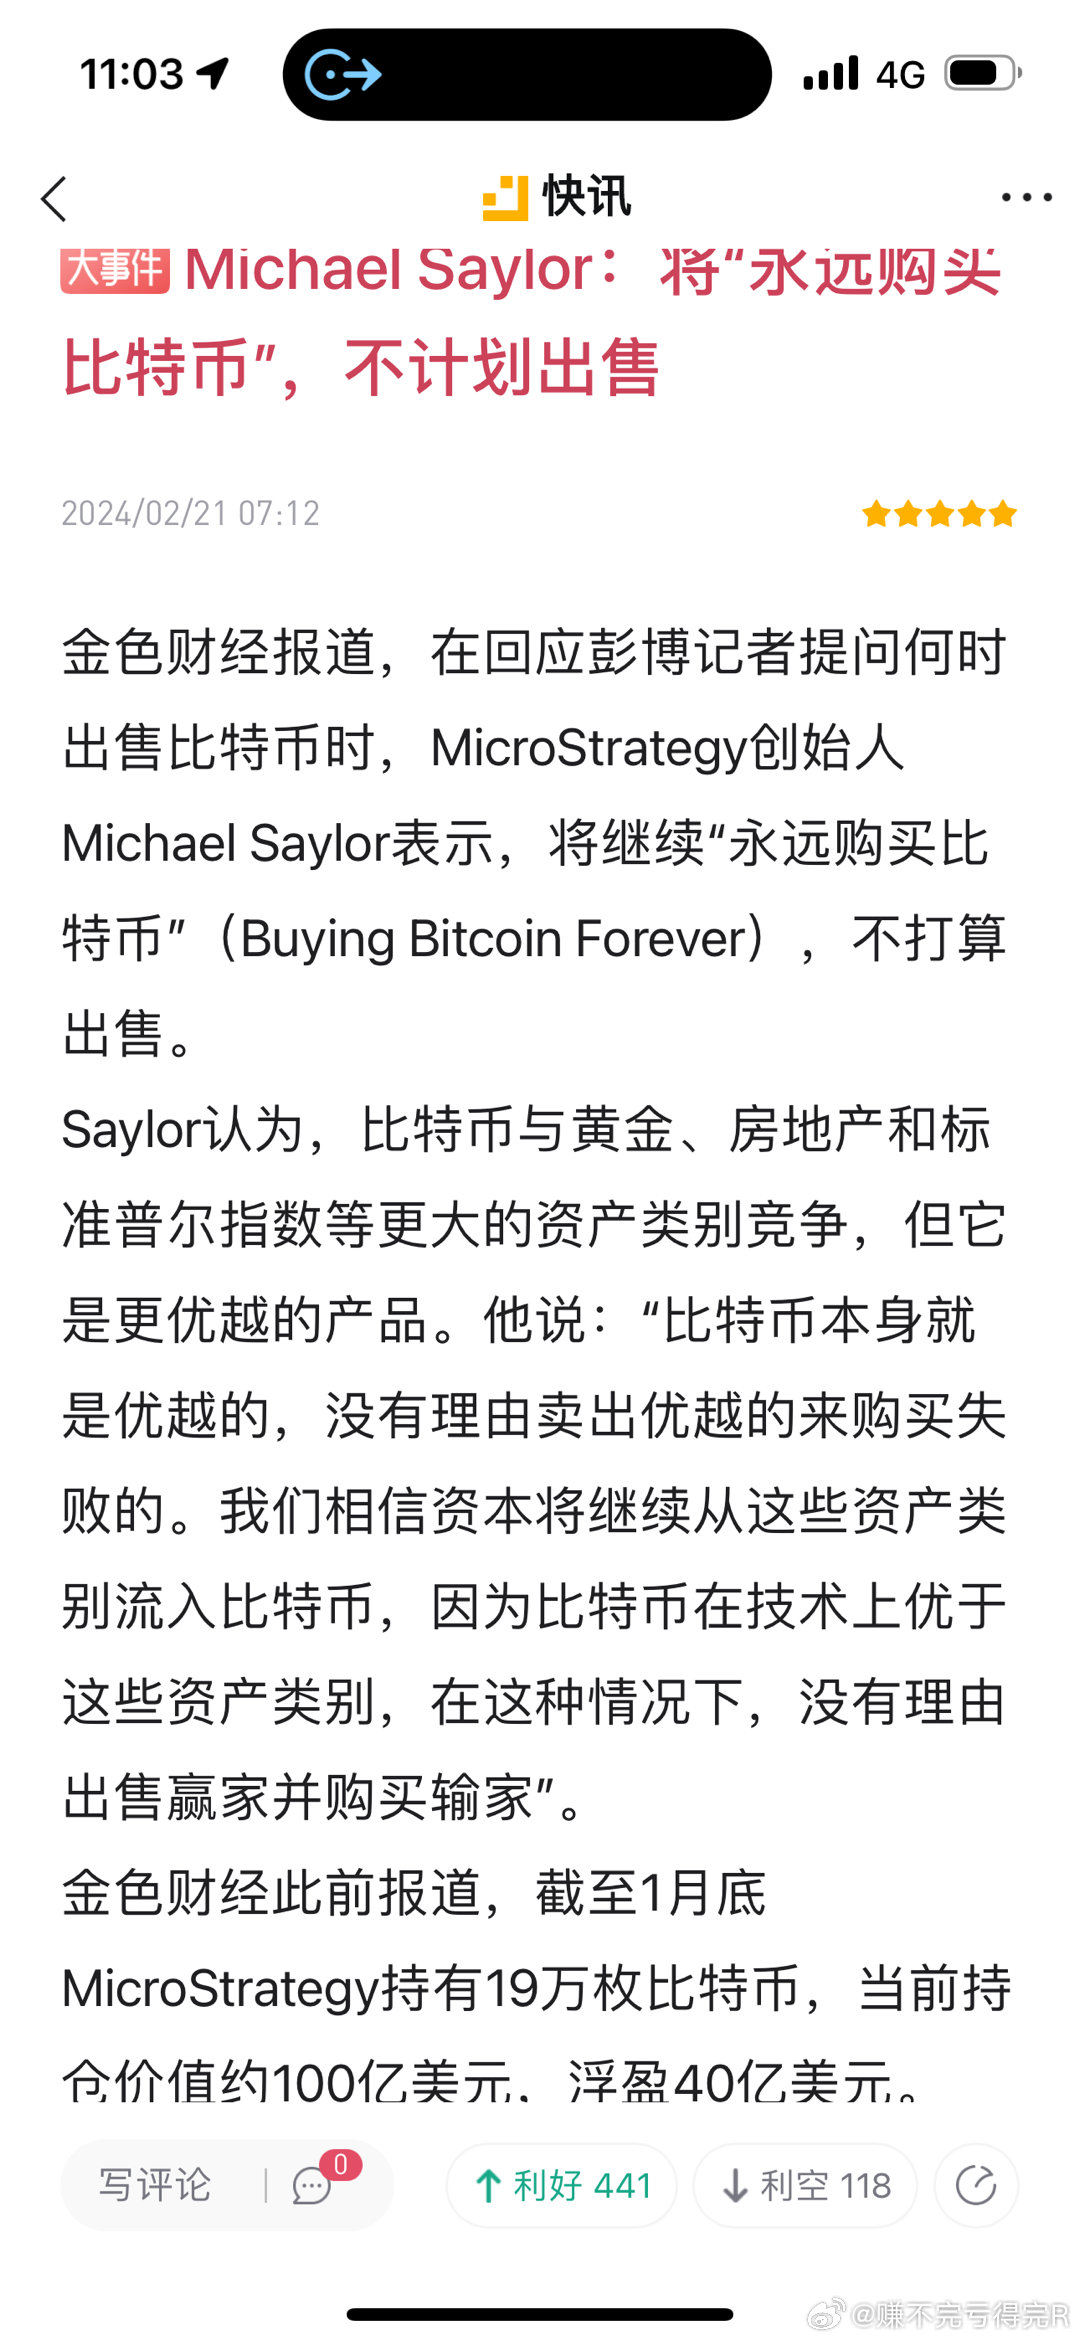 11:03
4G
快讯
大事件 Michael Saylor：将“永远购买
比特币”，不计划出售
2024/02/21 07:12
金色财经报道，在回应彭博记者提问何时
出售比特币时，MicroStrategy创始人
Michael Saylor表示，将继续“永远购买比
特币”（Buying Bitcoin Forever），不打算
出售。
Saylor认为，比特币与黄金、房地产和标
准普尔指数等更大的资产类别竞争，但它
是更优越的产品。他说：“比特币本身就
是优越的，没有理由卖出优越的来购买失
败的。我们相信资本将继续从这些资产类
别流入比特币，因为比特币在技术上优于
这些资产类别，在这种情况下，没有理由
出售赢家并购买输家”。
金色财经此前报道，截至1月底
MicroStrategy持有19万枚比特币，当前持
仓价值约100亿美元，浮盈40亿美元。
写评论
0
利好 441
利空 118
@赚不完亏得完R